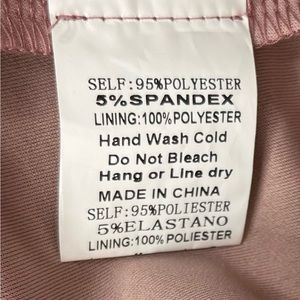 SELF:95%POLYESTER
5%SPANDEX
LINING:100%POLYESTER
Hand Wash Cold
Do Not Bleach
Hang or Line dry
MADE IN CHINA
SELF:95%POLIESTER
5%ELASTANO
LINING:100%POLIESTER